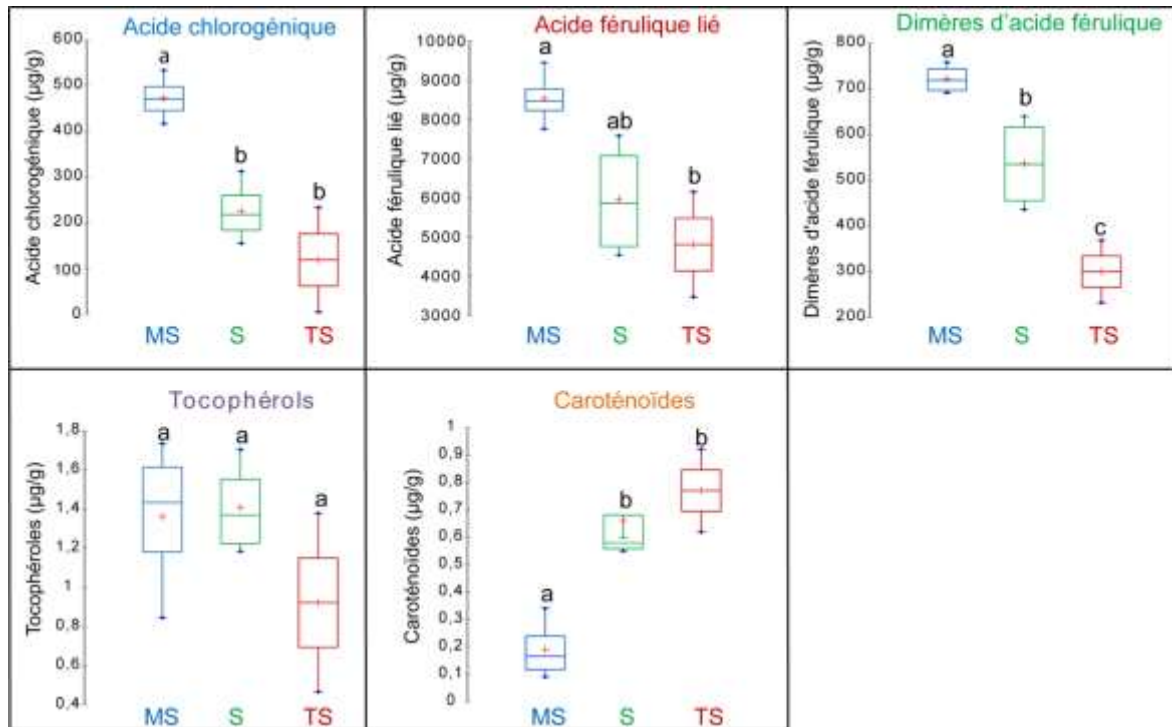 Acide chlorogénique
Acide chlorogénique (µg/g)
600
500
400
300
200
100
0
a
b
b
MS S TS
Acide férulique lié
Acide férulique lié (µg/g)
10000
9000
8000
7000
6000
5000
4000
3000
a
ab
b
MS S TS
Dimères d'acide férulique
Dimères d'acide férulique (µg/g)
800
700
600
500
400
300
200
a
b
c
MS S TS
Tocophérols
Tocophéroles (µg/g)
1,8
1,6
1,4
1,2
1
0,8
0,6
0,4
a
a
a
MS S TS
Caroténoïdes
Caroténoïdes (µg/g)
1
0,9
0,8
0,7
0,6
0,5
0,4
0,3
0,2
0,1
0
a
b
b
MS S TS